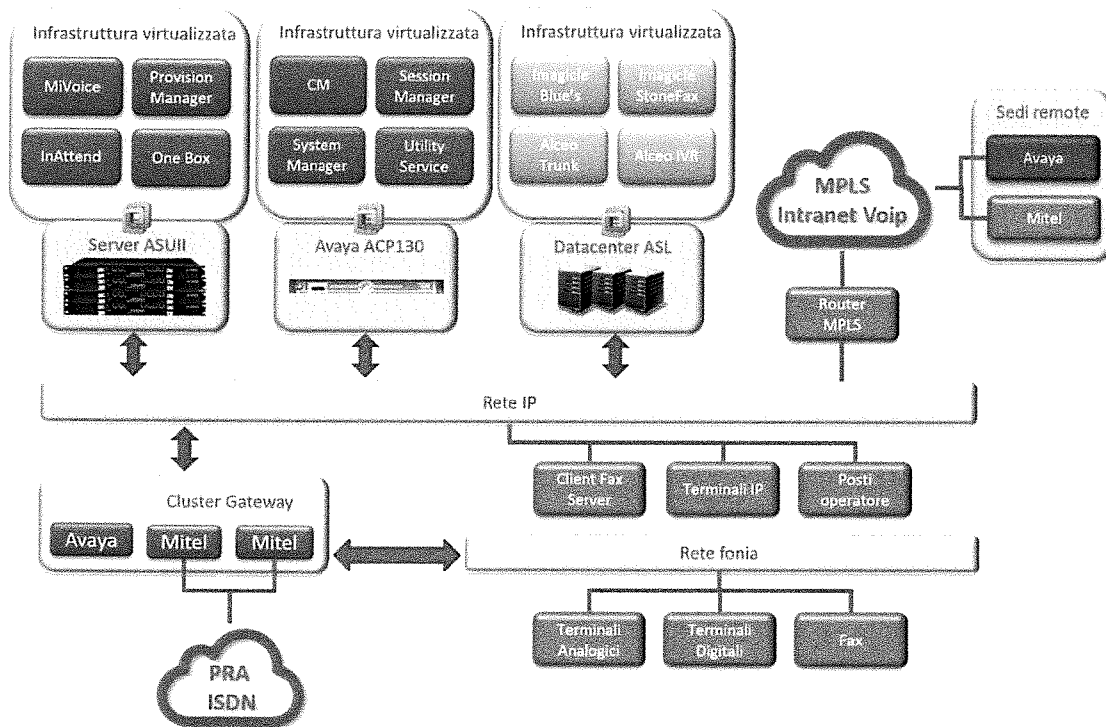 Infrastruttura virtualizzata
MiVoice
Provision
Manager
InAttend
One Box
Server ASUII
Infrastruttura virtualizzata
CM
Session
Manager
System
Manager
Utility
Service
Avaya ACP130
Infrastruttura virtualizzata
Imagicle
Blue's
Imagicle
StoneFax
Alceo
Trunk
Alceo IVR
Datacenter ASL
MPLS
Intranet Voip
Sedi remote
Avaya
Mitel
Router
MPLS
Rete IP
Client Fax
Server
Terminali IP
Posti
operatore
Cluster Gateway
Avaya
Mitel
Mitel
Rete fonia
Terminali
Analogici
Terminali
Digitali
Fax
PRA
ISDN